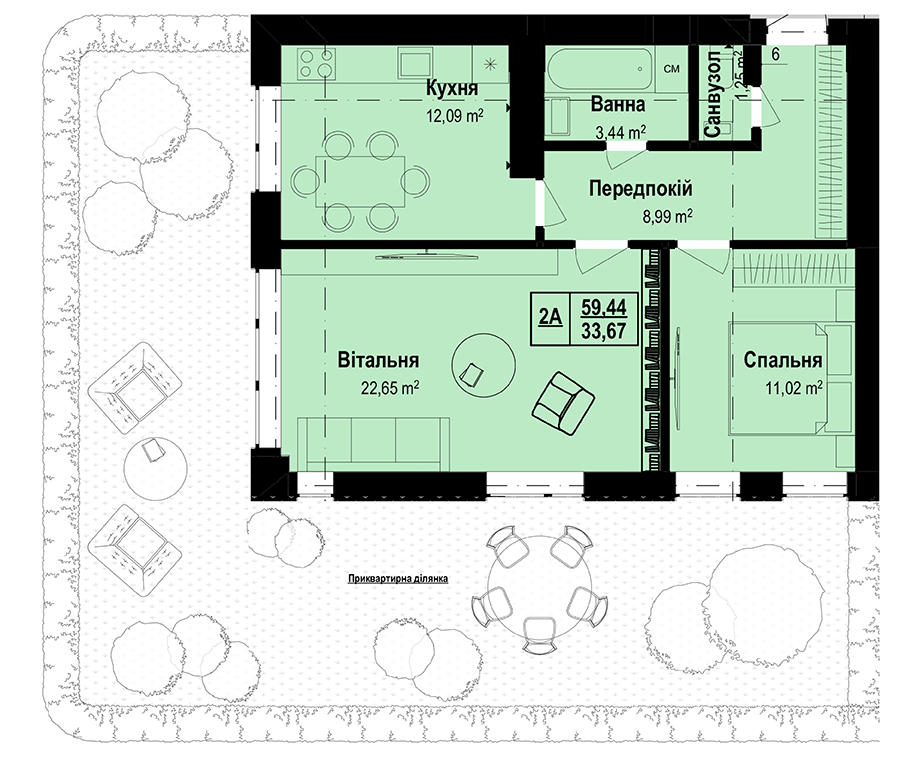 6
Кухня
12,09 m²
СМ
Ванна
3,44 m²
Санвузол
1,25 m²
Передпокій
8,99 m²
2А
59,44
33,67
Вітальня
22,65 m²
Спальня
11,02 m²
Приквартирна ділянка